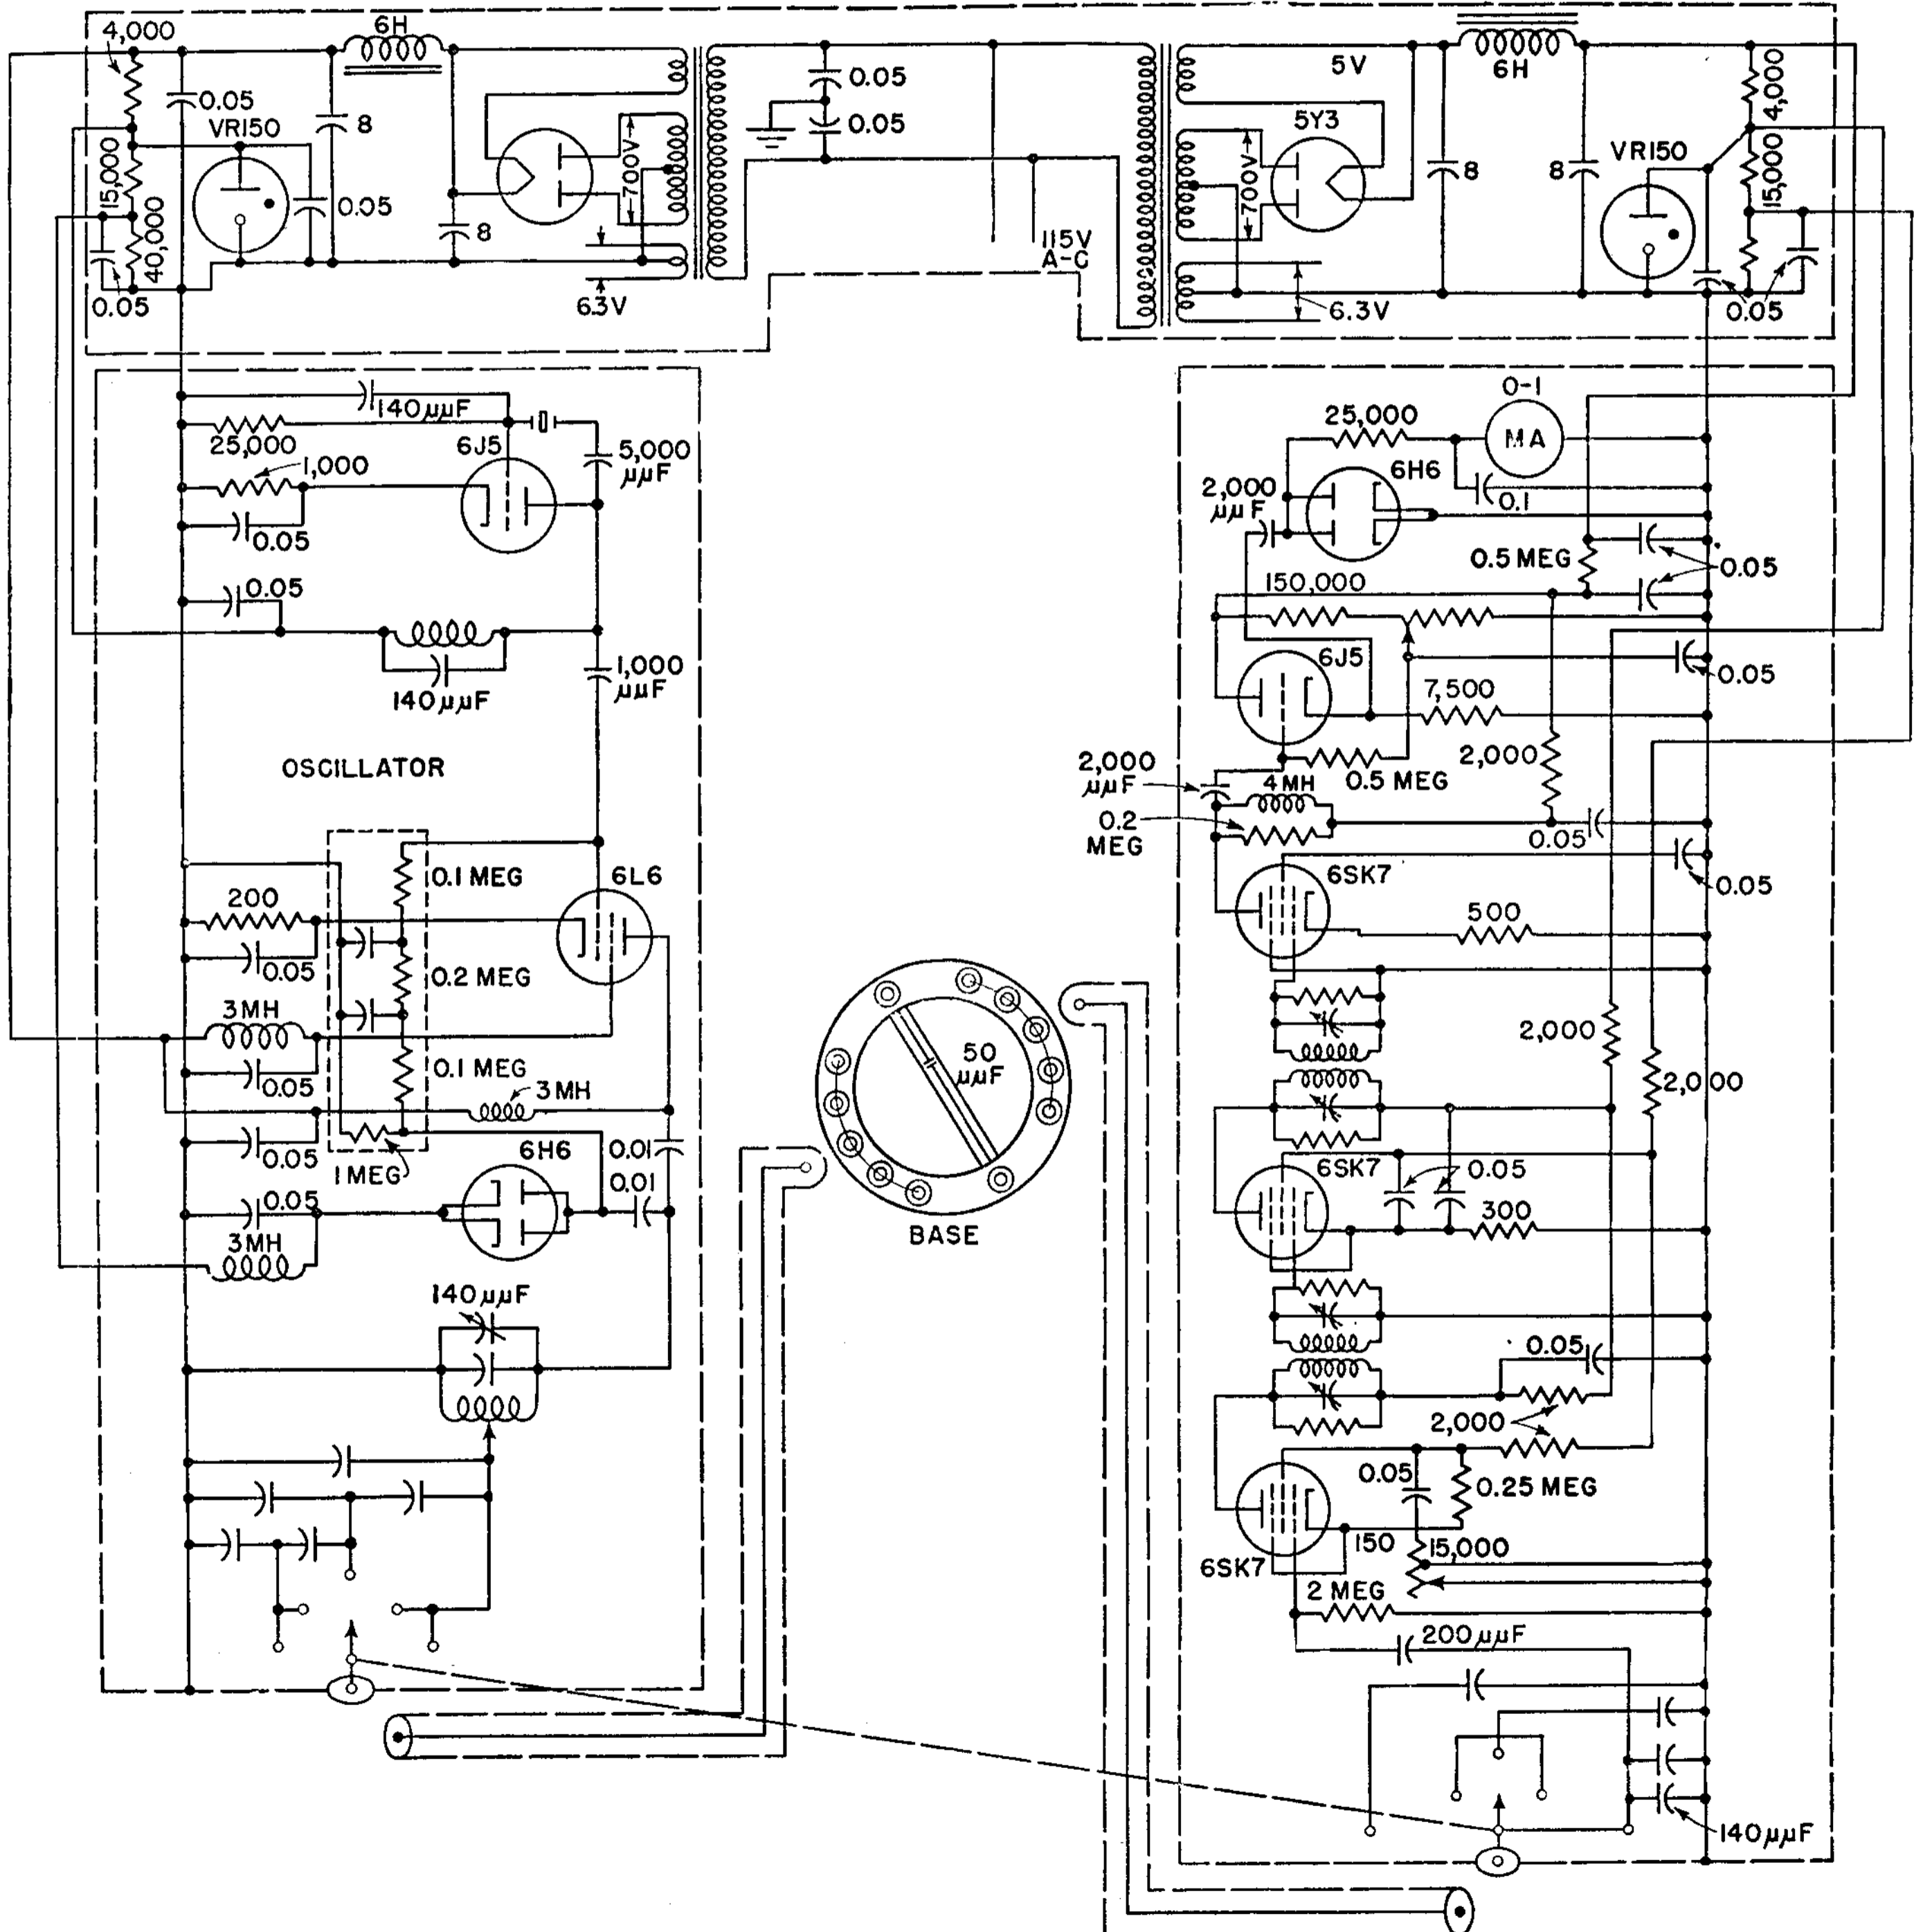 4,000
6H
0.05
VR150
8
15,000
0.05
40,000
0.05
8
700V
6.3V
0.05
0.05
115V
A-C
5V
6H
5Y3
700V
8
8
VR150
4,000
15,000
6.3V
0.05
140μμF
25,000
6J5
5,000
μμF
1,000
0.05
0.05
140μμF
1,000
μμF
OSCILLATOR
0.1 MEG
6L6
200
0.05
0.2 MEG
3MH
0.05
0.1 MEG
3MH
0.05
1 MEG
6H6
0.01
0.01
0.05
3MH
140μμF
50
μμF
BASE
0-1
MA
25,000
6H6
2,000
μμF
0.1
0.5 MEG
0.05
150,000
6J5
0.05
7,500
2,000
0.5 MEG
2,000
μμF
4MH
0.2
MEG
0.05
6SK7
0.05
500
2,000
2,000
6SK7
0.05
300
0.05
2,000
0.05
0.25 MEG
150
15,000
6SK7
2 MEG
200μμF
140μμF